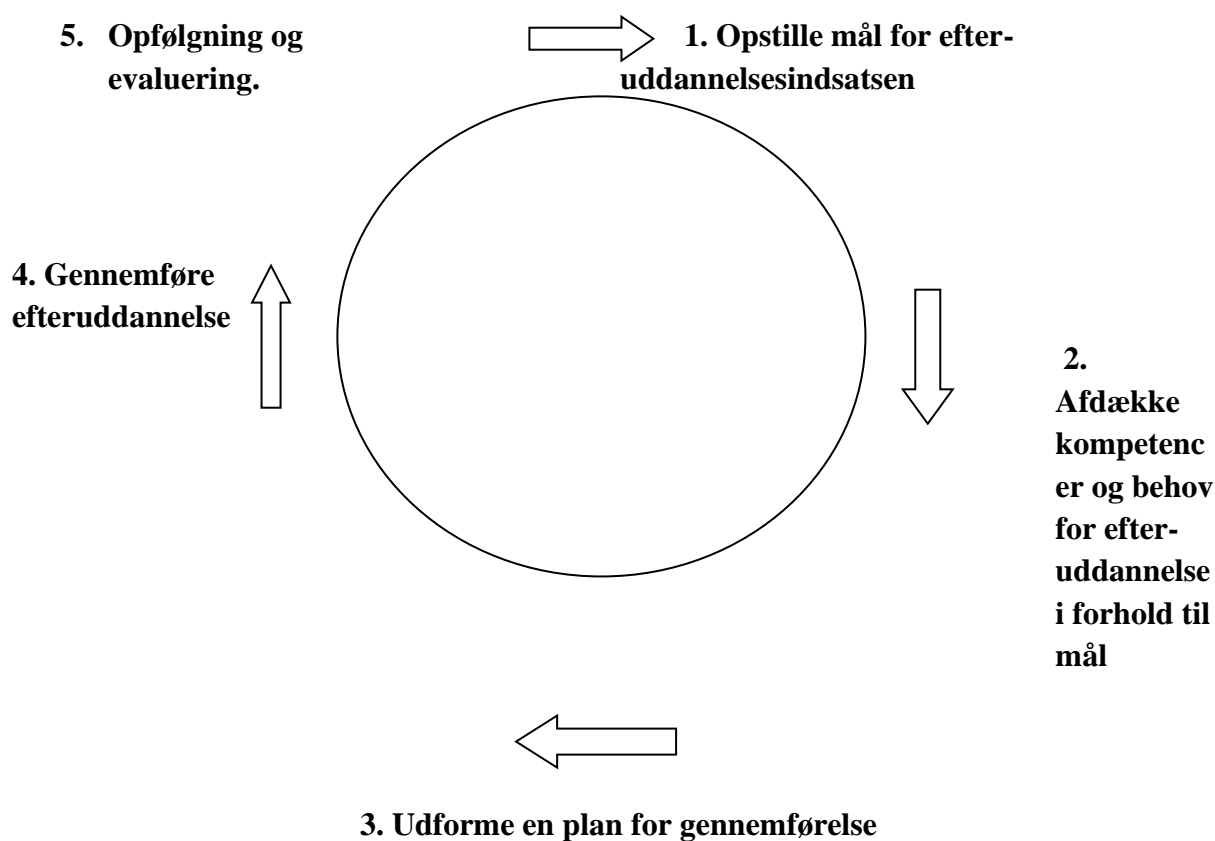 5. Opfølgning og
evaluering.
1. Opstille mål for efter-
uddannelsesindsatsen
4. Gennemføre
efteruddannelse
2.
Afdække
kompetenc
er og behov
for efter-
uddannelse
i forhold til
mål
3. Udforme en plan for gennemførelse